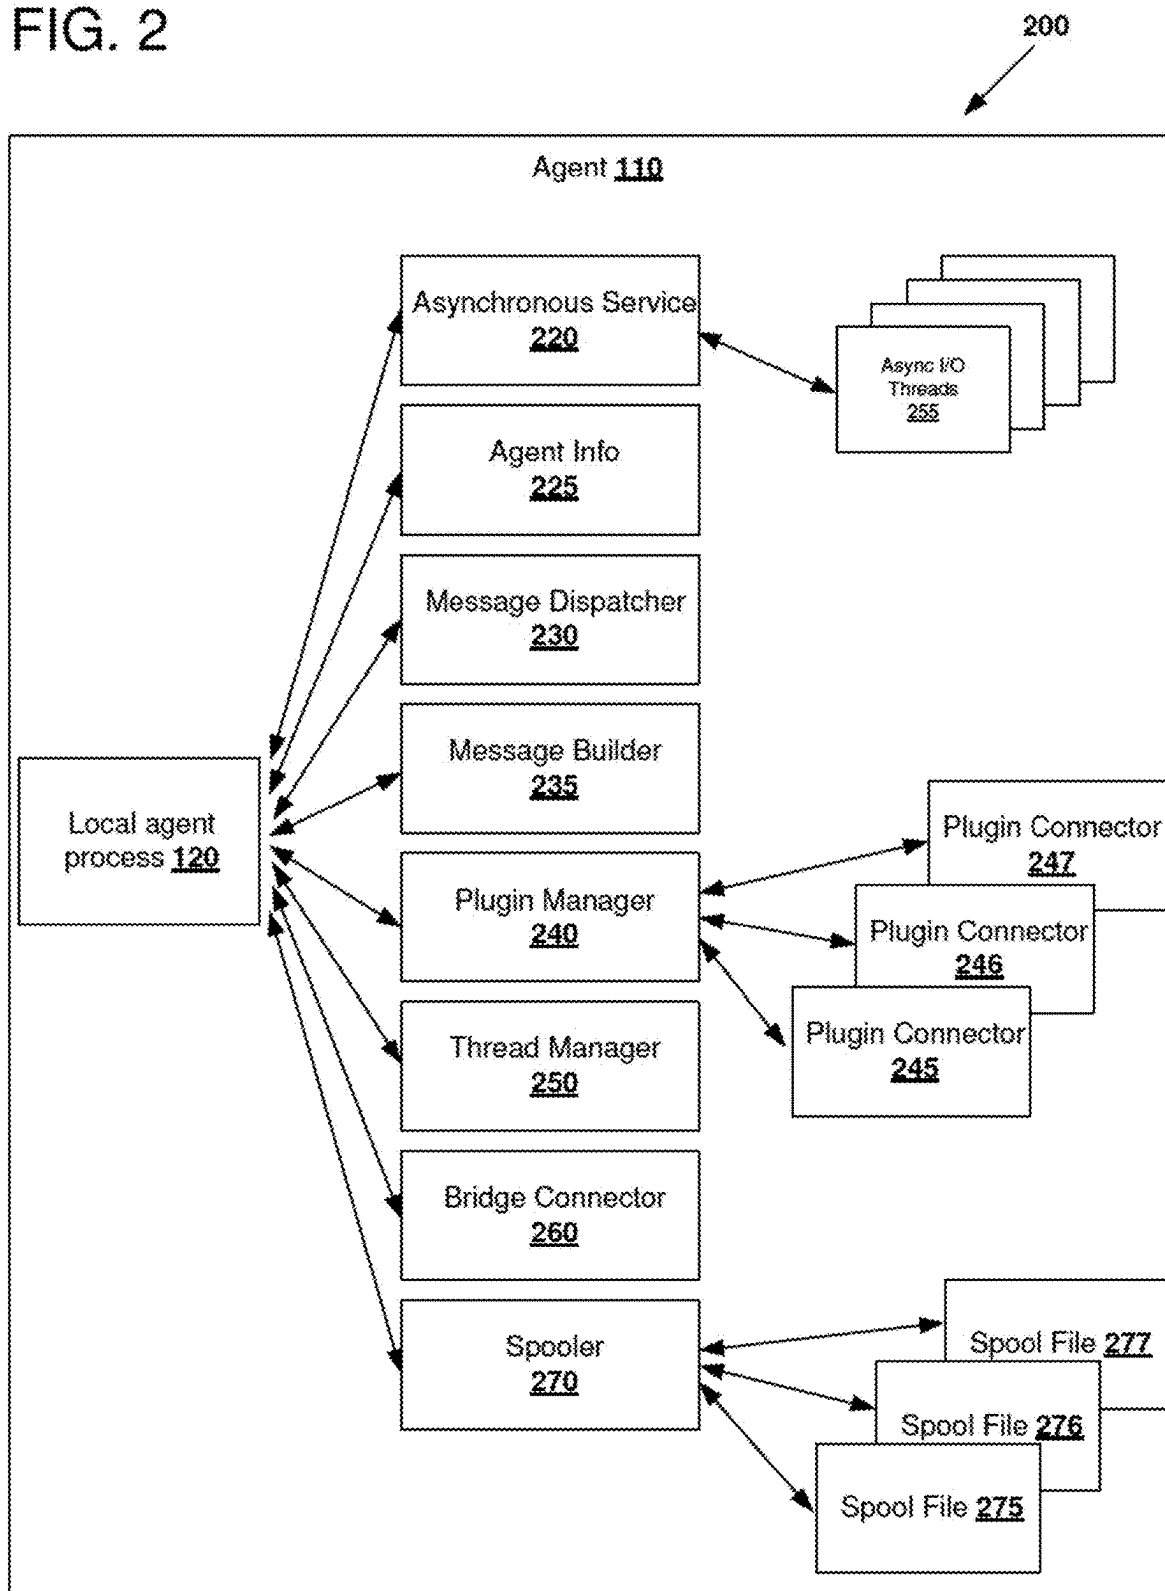 FIG. 2
200
Agent 110
Asynchronous Service
220
Async I/O
Threads
255
Agent Info
225
Message Dispatcher
230
Message Builder
235
Local agent
process 120
Plugin Manager
240
Plugin Connector
247
Plugin Connector
246
Plugin Connector
245
Thread Manager
250
Bridge Connector
260
Spooler
270
Spool File 277
Spool File 276
Spool File 275